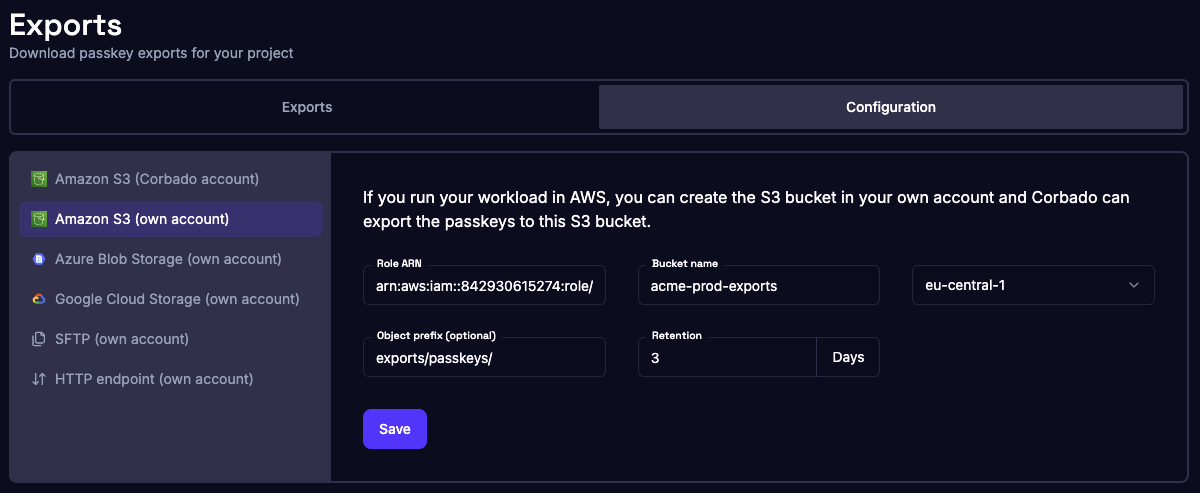 Exports
Download passkey exports for your project
Exports
Configuration
Amazon S3 (Corbado account)
Amazon S3 (own account)
Azure Blob Storage (own account)
Google Cloud Storage (own account)
SFTP (own account)
HTTP endpoint (own account)
If you run your workload in AWS, you can create the S3 bucket in your own account and Corbado can
export the passkeys to this S3 bucket.
Role ARN
arn:aws:iam::842930615274:role/
Bucket name
acme-prod-exports
eu-central-1
Object prefix (optional)
exports/passkeys/
Retention
3
Days
Save